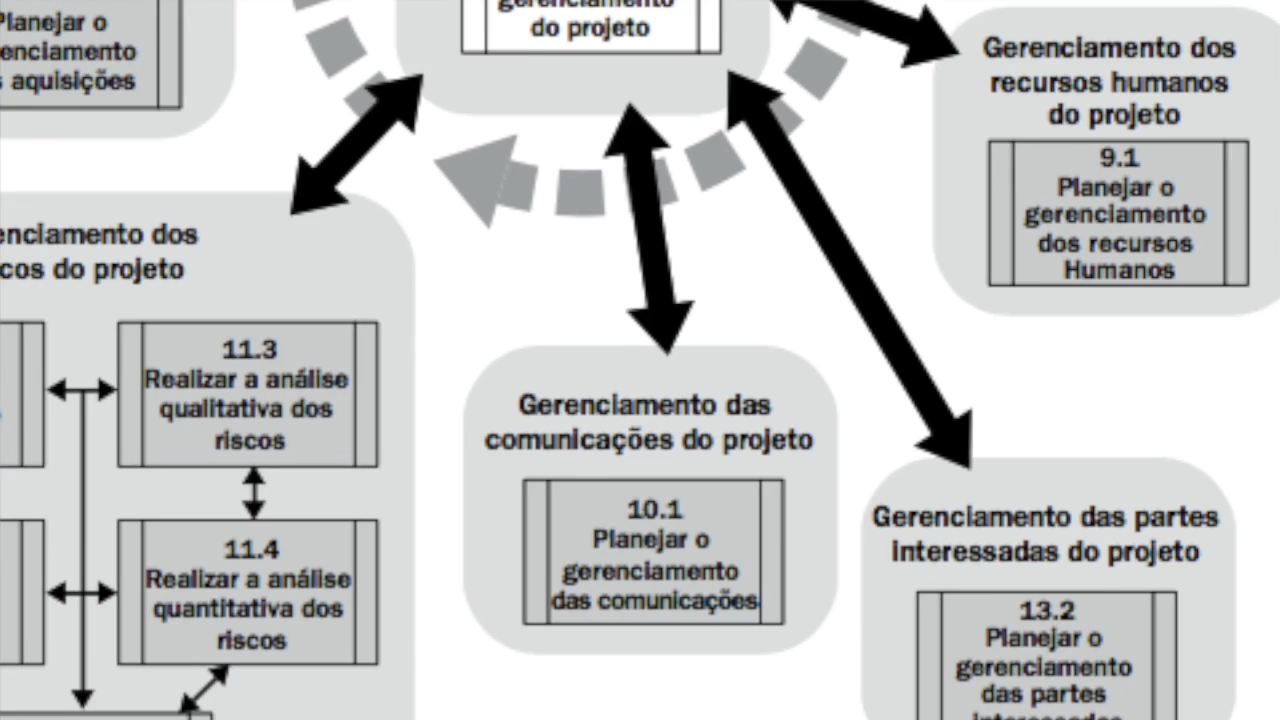 Planejar o
aquisições
gerenciamento
do projeto
Gerenciamento dos
recursos humanos
do projeto
9.1
Planejar o
gerenciamento
dos recursos
Humanos
dos
do projeto
11.3
Realizar a análise
qualitativa dos
riscos
11.4
Realizar a análise
quantitativa dos
riscos
Gerenciamento das
comunicações do projeto
10.1
Planejar o
gerenciamento
das comunicações
Gerenciamento das partes
interessadas do projeto
13.2
Planejar o
gerenciamento
das partes
interessadas